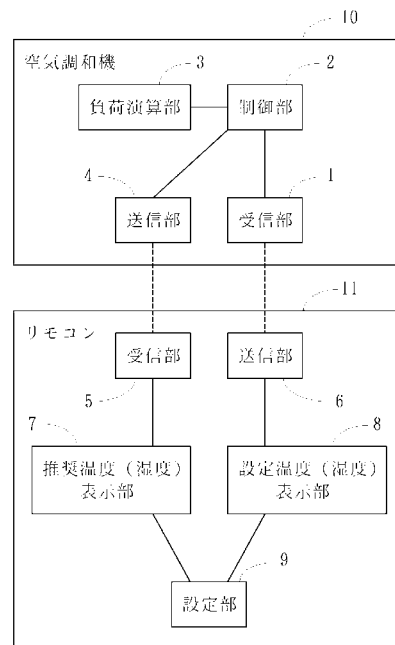 10
空気調和機
3
2
負荷演算部
制御部
4
1
送信部
受信部
11
リモコン
受信部
送信部
5
6
7
8
推奨温度（湿度）
表示部
設定温度（湿度）
表示部
9
設定部